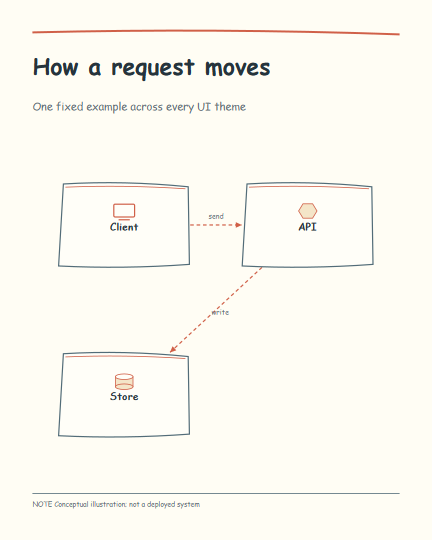 How a request moves
One fixed example across every UI theme
send
Client
API
write
Store
NOTE Conceptual illustration: not a deployed system